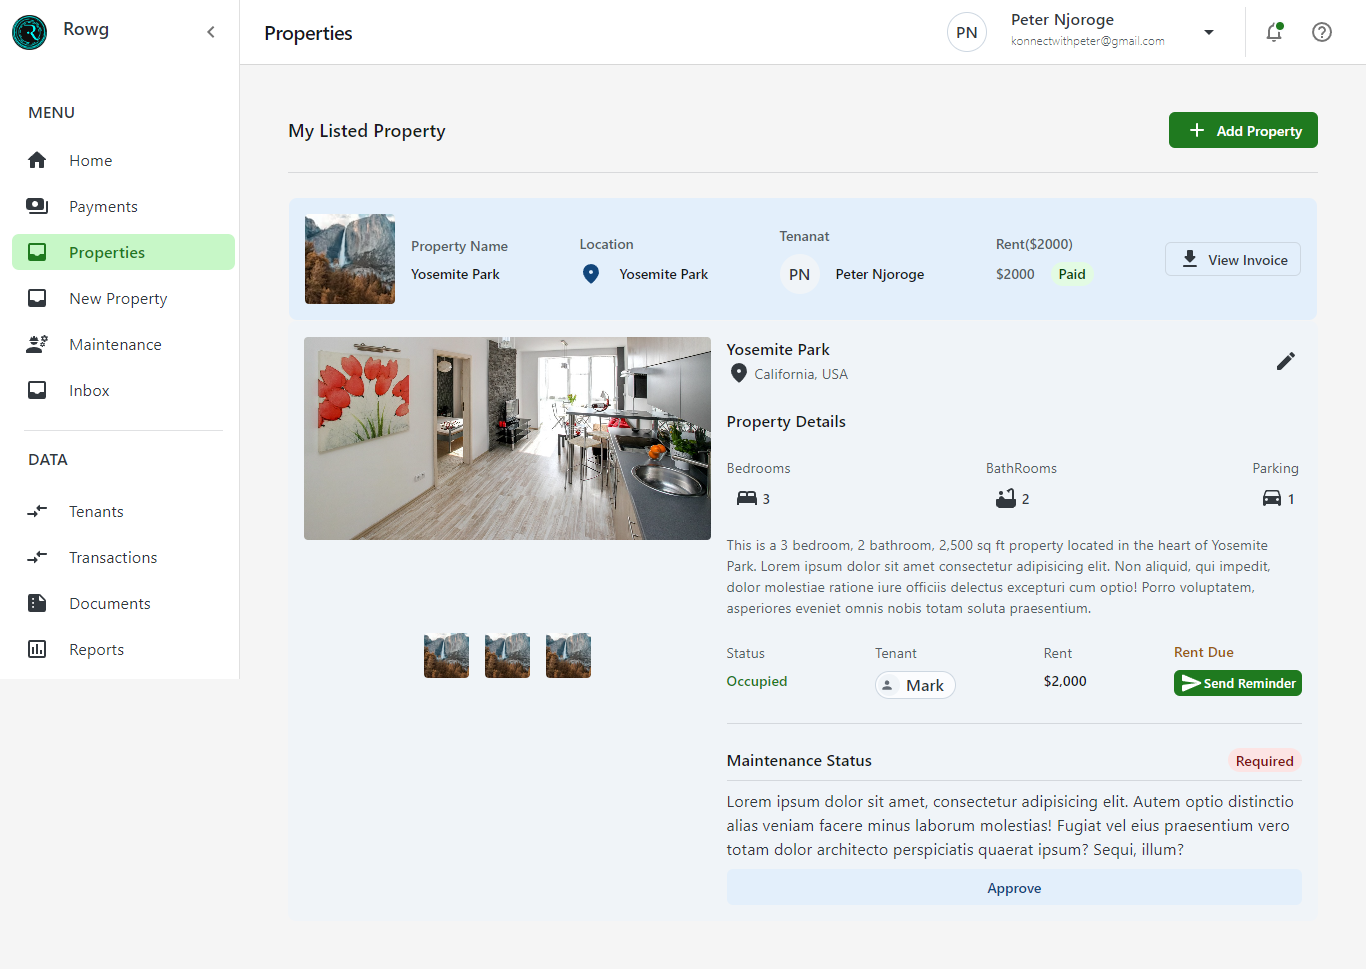 Rowg
MENU
Home
Payments
Properties
New Property
Maintenance
Inbox
DATA
Tenants
Transactions
Documents
Reports
Properties
PN
Peter Njoroge
konnectwithpeter@gmail.com
My Listed Property
Add Property
Property Name
Yosemite Park
Location
Yosemite Park
Tenanat
PN
Peter Njoroge
Rent($2000)
$2000
Paid
View Invoice
Yosemite Park
California, USA
Property Details
Bedrooms
3
BathRooms
2
Parking
1
This is a 3 bedroom, 2 bathroom, 2,500 sq ft property located in the heart of Yosemite
Park. Lorem ipsum dolor sit amet consectetur adipisicing elit. Non aliquid, qui impedit,
dolor molestiae ratione iure officiis delectus excepturi cum optio! Porro voluptatem,
asperiores eveniet omnis nobis totam soluta praesentium.
Status
Occupied
Tenant
Mark
Rent
$2,000
Rent Due
Send Reminder
Maintenance Status
Required
Lorem ipsum dolor sit amet, consectetur adipisicing elit. Autem optio distinctio
alias veniam facere minus laborum molestias! Fugiat vel eius praesentium vero
totam dolor architecto perspiciatis quaerat ipsum? Sequi, illum?
Approve